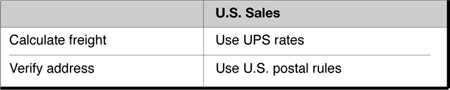 U.S. Sales
Calculate freight Use UPS rates
Verify address Use U.S. postal rules